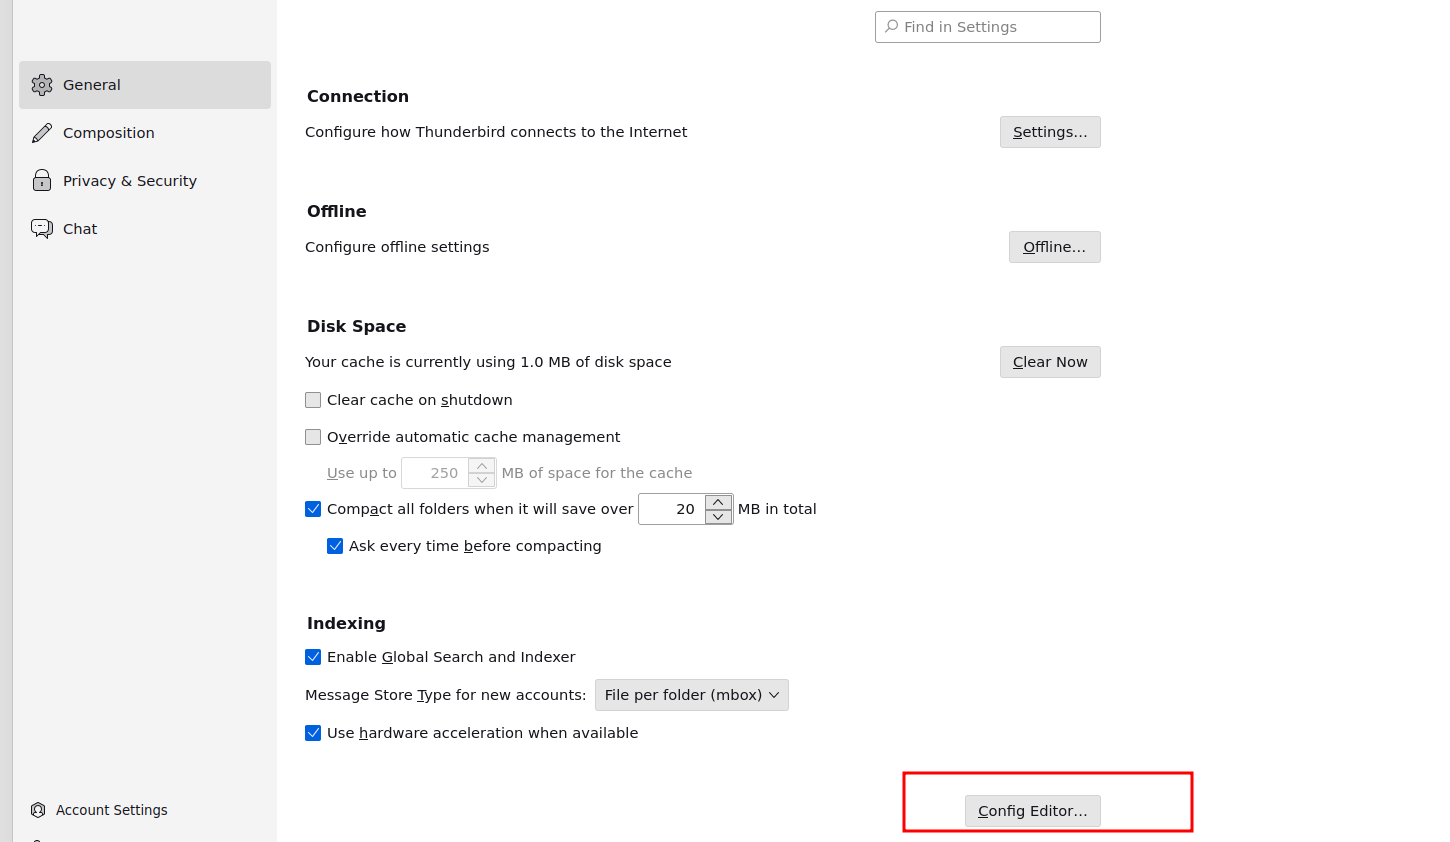 Find in Settings
General
Composition
Privacy & Security
Chat
Connection
Configure how Thunderbird connects to the Internet
Settings…
Offline
Configure offline settings
Offline…
Disk Space
Your cache is currently using 1.0 MB of disk space
Clear Now
Clear cache on shutdown
Override automatic cache management
Use up to 250 MB of space for the cache
Compact all folders when it will save over 20 MB in total
Ask every time before compacting
Indexing
Enable Global Search and Indexer
Message Store Type for new accounts: File per folder (mbox)
Use hardware acceleration when available
Account Settings
Config Editor…